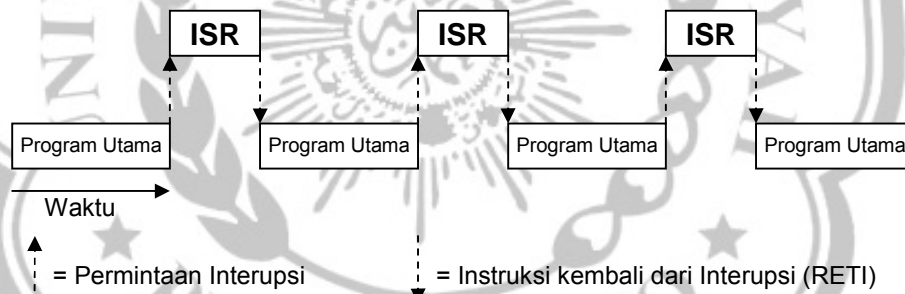 ISR ISR ISR
Program Utama Program Utama Program Utama Program Utama
Waktu
= Permintaan Interupsi = Instruksi kembali dari Interupsi (RETI)